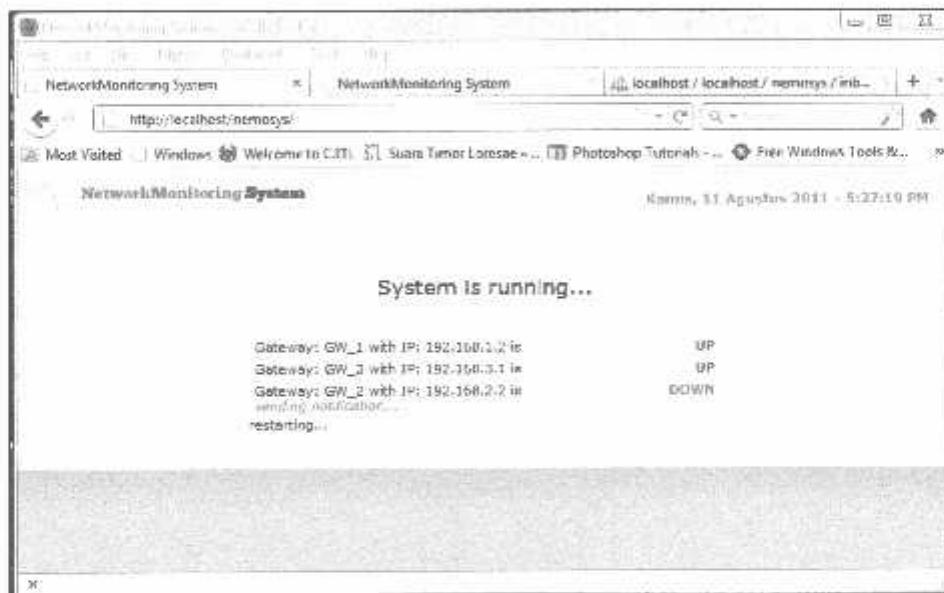 NetworkMonitoring System
NetworkMonitoring System
localhost / localhost / nemosys / inb...
http://localhost/nemosys/
Most Visited Windows Welcome to Suara Timor Lorosae Photoshop Tutorials - ... Free Windows Tools &...
NetworkMonitoring System
Kamis, 11 Agustus 2011 - 5:27:19 PM
System is running...
Gateway: GW_1 with IP: 192.168.1.2 is UP
Gateway: GW_3 with IP: 192.168.3.1 is UP
Gateway: GW_2 with IP: 192.168.2.2 is DOWN
sending notification...
restarting...